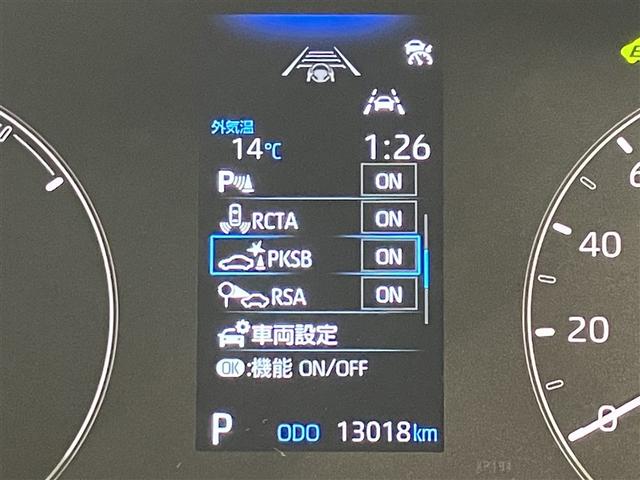 外気温
14℃ 1:26
P ON
RCTA ON
PKSB ON
RSA ON
車両設定
OK:機能 ON/OFF
P ODO 13018km
40
20
0